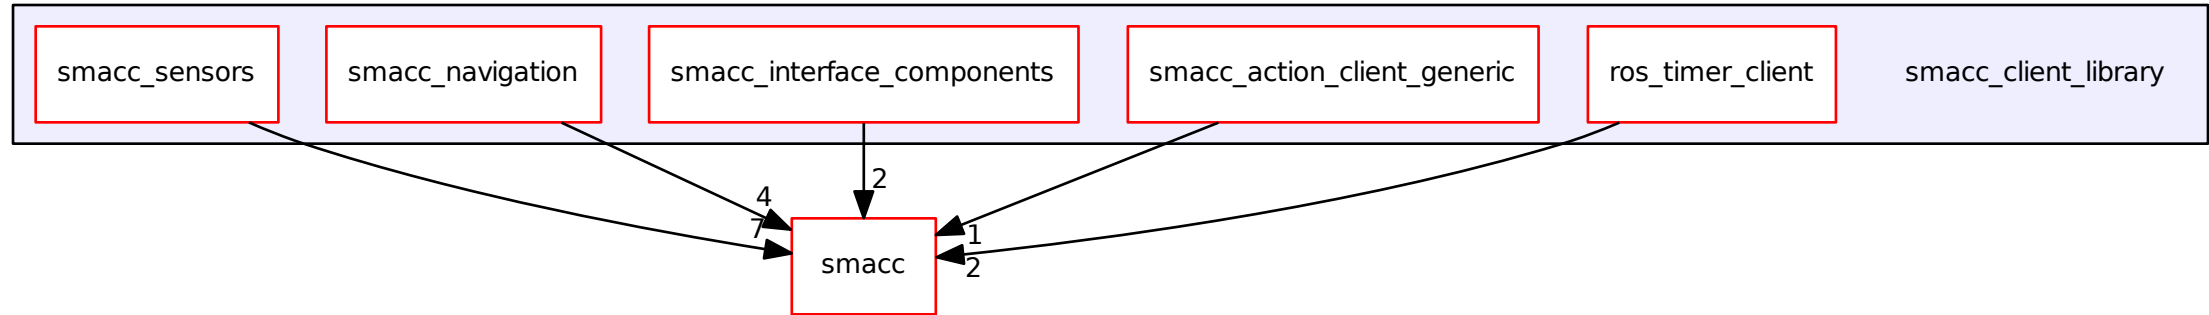 smacc_sensors
smacc_navigation
smacc_interface_components
smacc_action_client_generic
ros_timer_client
smacc_client_library
2
4
7
1
2
smacc